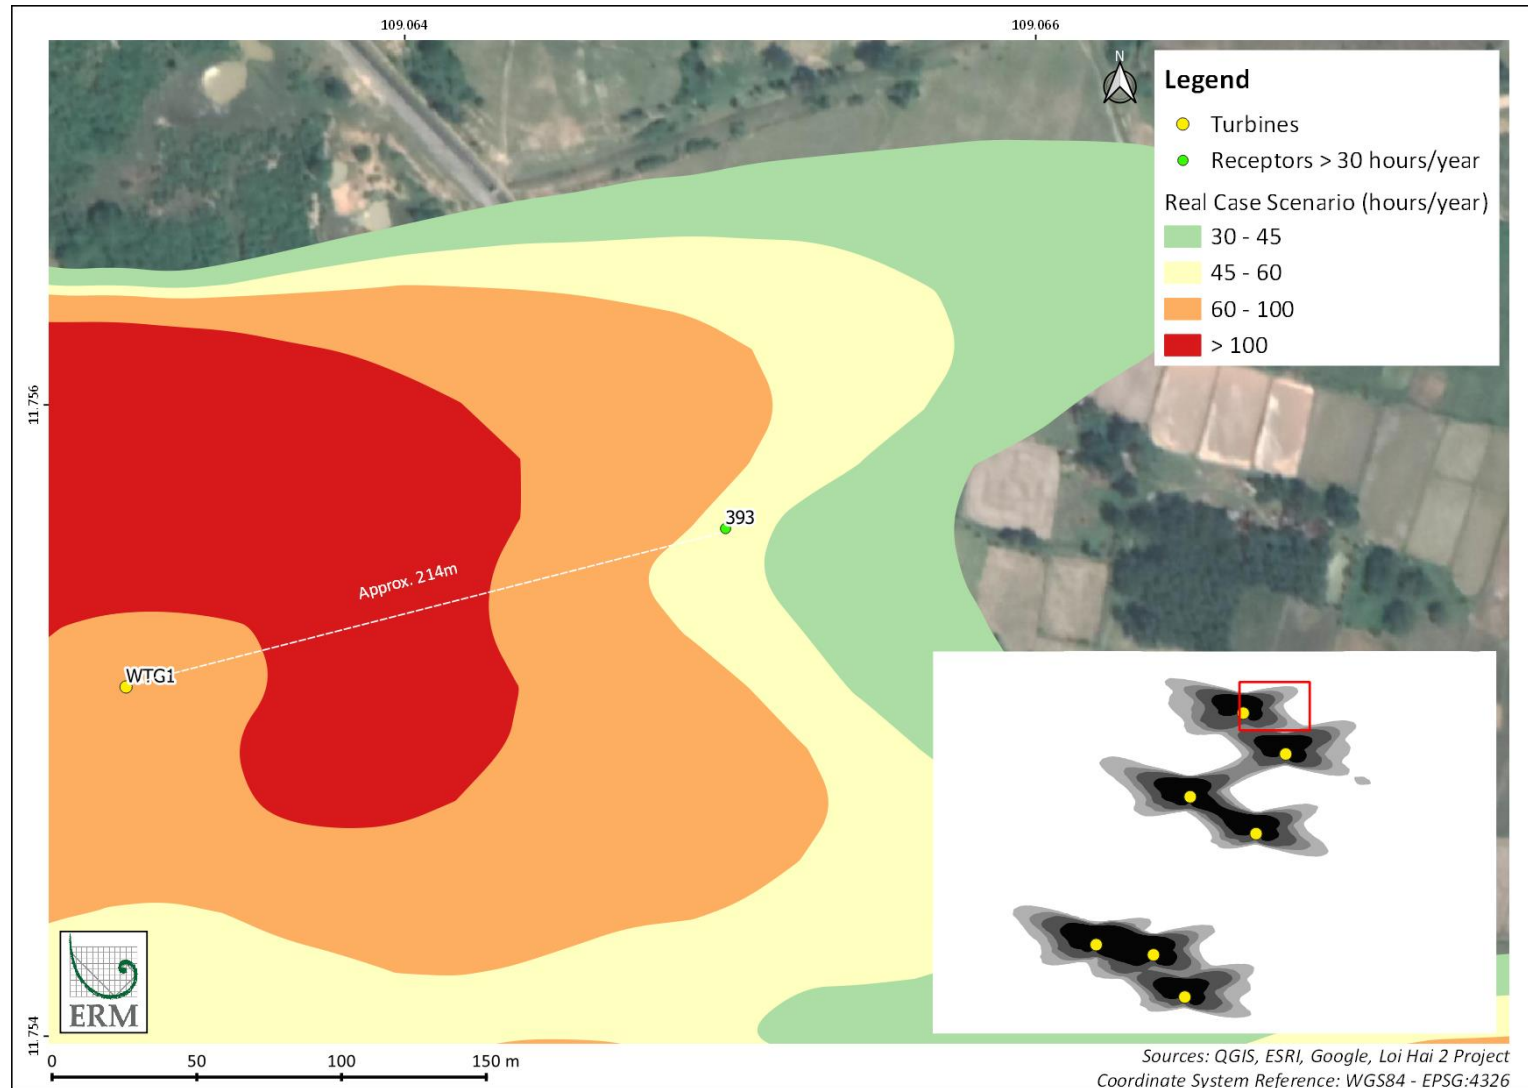 109.064
109.066
N
Legend
Turbines
Receptors > 30 hours/year
Real Case Scenario (hours/year)
30 - 45
45 - 60
60 - 100
> 100
11.756
393
Approx. 214m
WTG1
ERM
11.754
0 50 100 150 m
Sources: QGIS, ESRI, Google, Loi Hai 2 Project
Coordinate System Reference: WGS84 - EPSG:4326